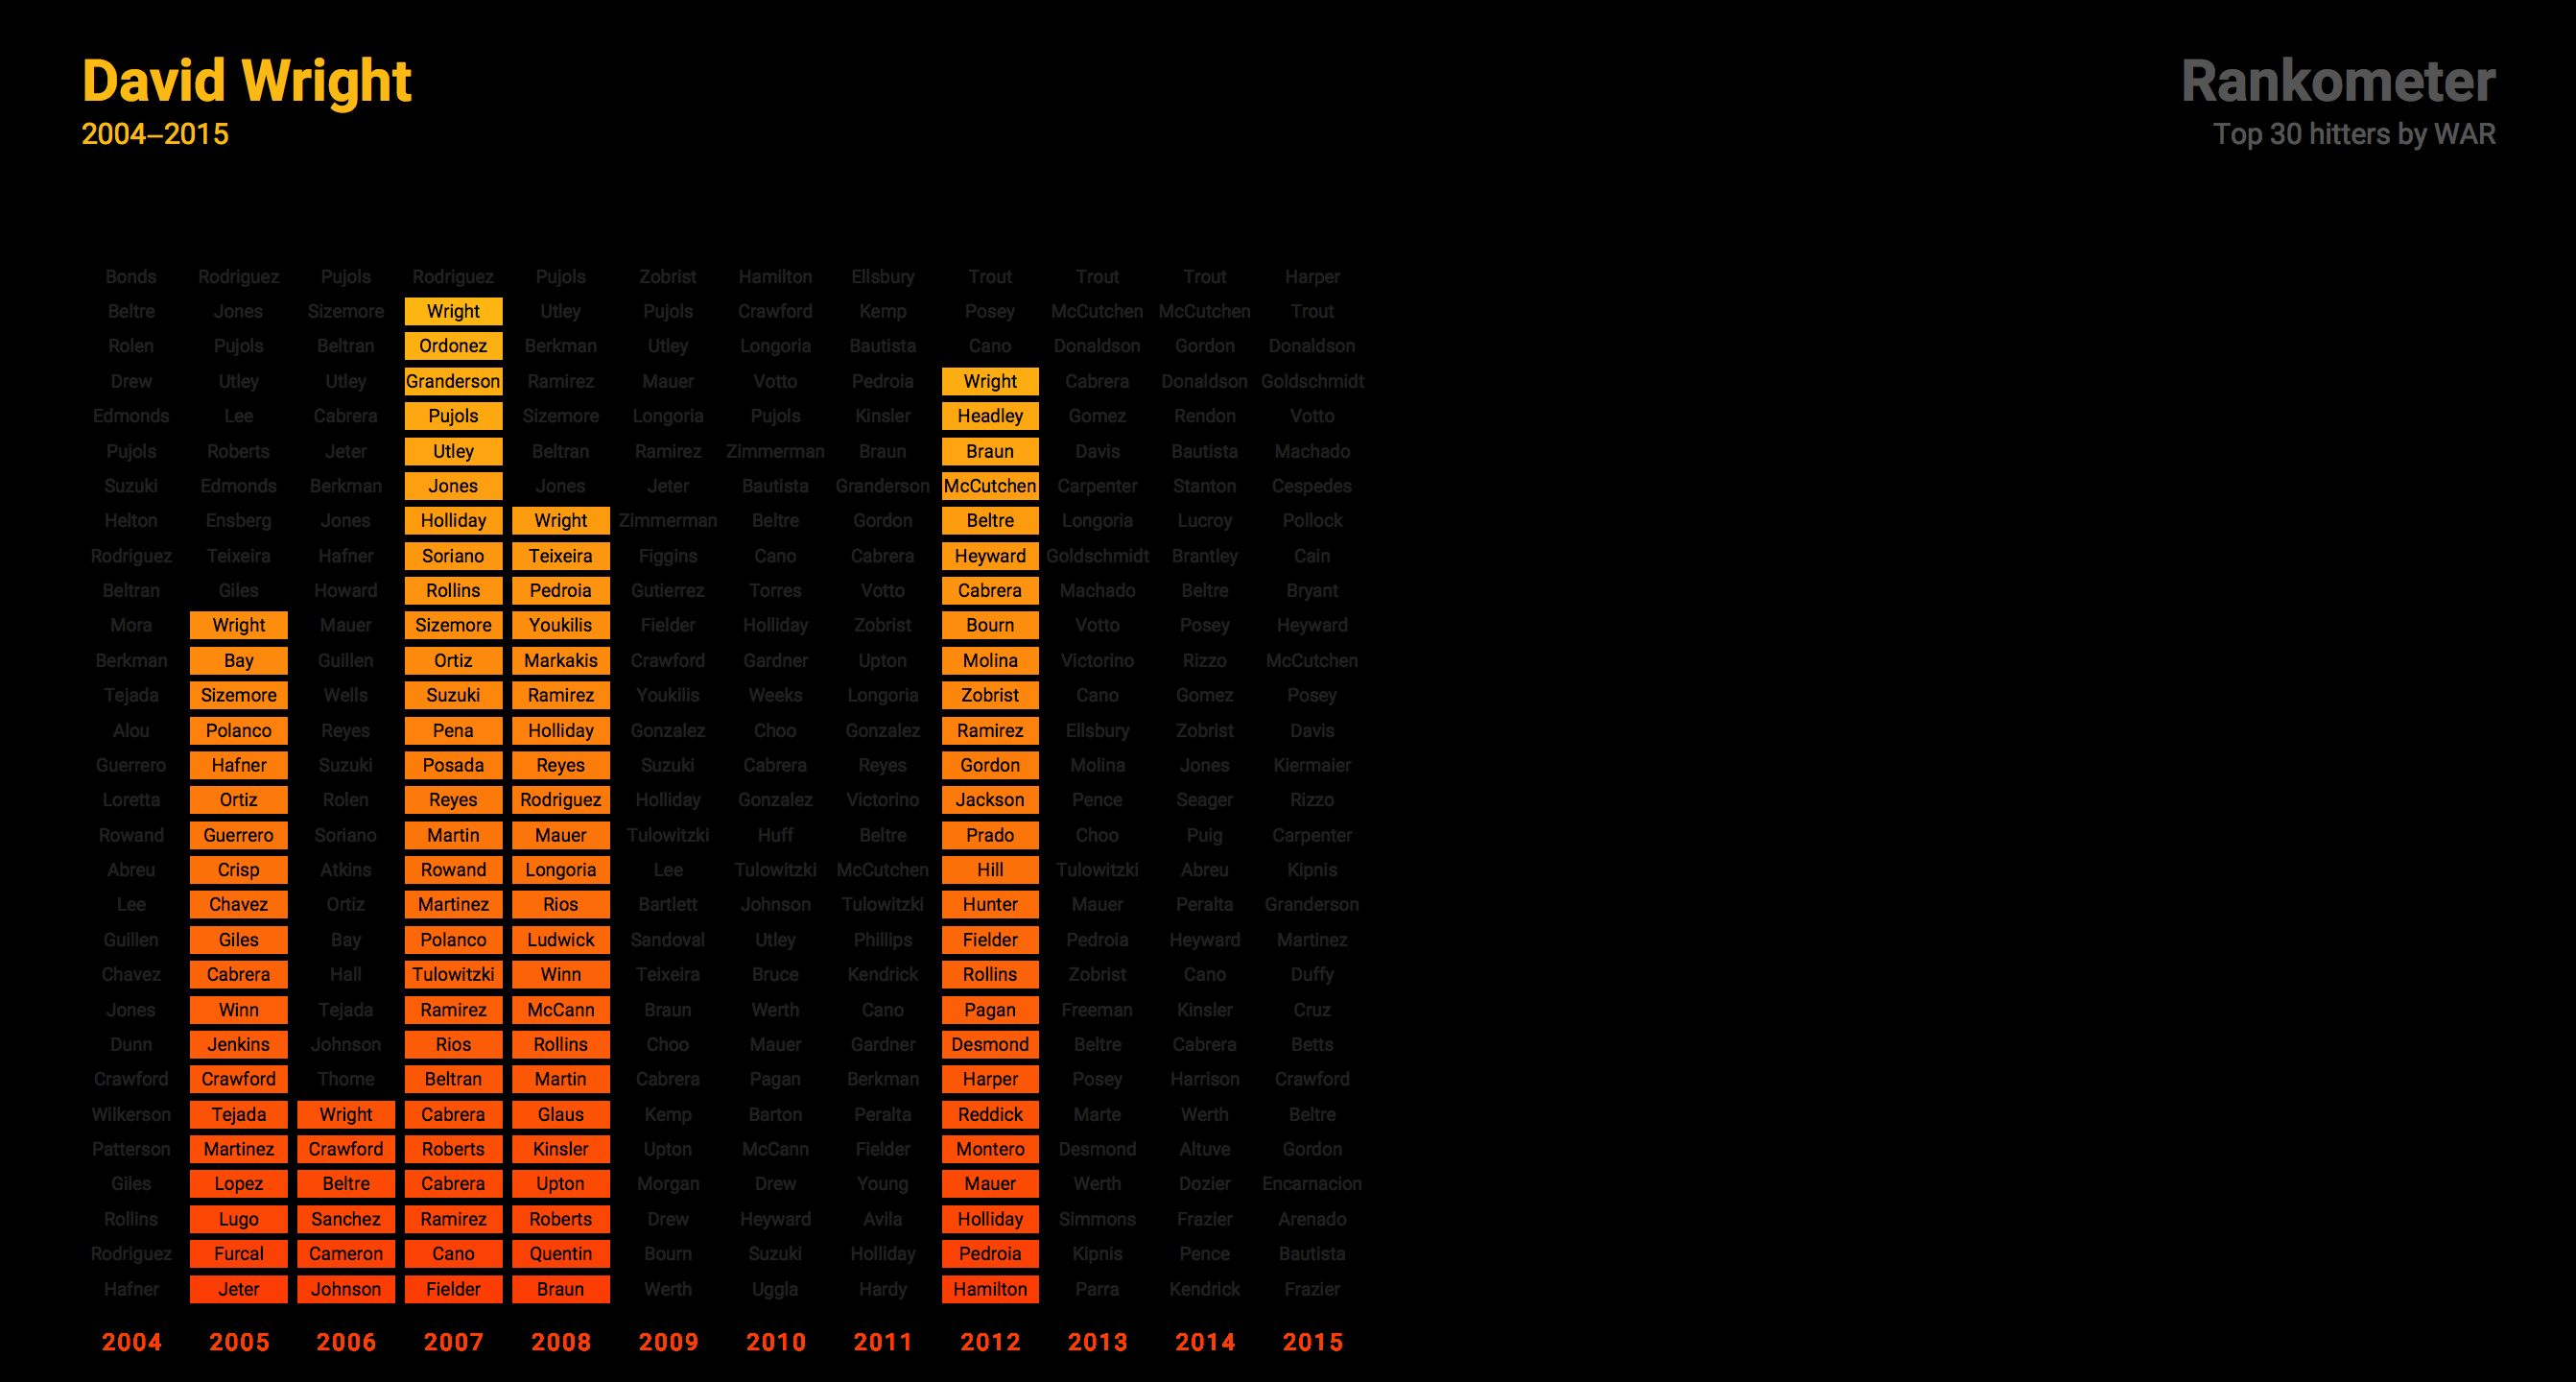 David Wright
2004–2015
Rankometer
Top 30 hitters by WAR
Bonds Rodriguez Pujols Rodriguez Pujols Zobrist Hamilton Ellsbury Trout Trout Trout Harper
Beltre Jones Sizemore Wright Utley Pujols Crawford Kemp Posey McCutchen McCutchen Trout
Rolen Pujols Beltran Ordonez Berkman Utley Longoria Bautista Cano Donaldson Gordon Donaldson
Drew Utley Utley Granderson Ramirez Mauer Votto Pedroia Wright Cabrera Donaldson Goldschmidt
Edmonds Lee Cabrera Pujols Sizemore Longoria Pujols Kinsler Headley Gomez Rendon Votto
Pujols Roberts Jeter Utley Beltran Ramirez Zimmerman Braun Braun Davis Bautista Machado
Suzuki Edmonds Berkman Jones Jones Jeter Bautista Granderson McCutchen Carpenter Stanton Cespedes
Helton Ensberg Jones Holliday Wright Zimmerman Beltre Gordon Beltre Longoria Lucroy Pollock
Rodriguez Teixeira Hafner Soriano Teixeira Figgins Cano Cabrera Heyward Goldschmidt Brantley Cain
Beltran Giles Howard Rollins Pedroia Gutierrez Torres Votto Cabrera Machado Beltre Bryant
Mora Wright Mauer Sizemore Youkilis Fielder Holliday Zobrist Bourn Votto Posey Heyward
Berkman Bay Guillen Ortiz Markakis Crawford Gardner Upton Molina Victorino Rizzo McCutchen
Tejada Sizemore Wells Suzuki Ramirez Youkilis Weeks Longoria Zobrist Cano Gomez Posey
Alou Polanco Reyes Pena Holliday Gonzalez Choo Gonzalez Ramirez Ellsbury Zobrist Davis
Guerrero Hafner Suzuki Posada Reyes Suzuki Cabrera Reyes Gordon Molina Jones Kiermaier
Loretta Ortiz Rolen Reyes Rodriguez Holliday Gonzalez Victorino Jackson Pence Seager Rizzo
Rowand Guerrero Soriano Martin Mauer Tulowitzki Huff Beltre Prado Choo Puig Carpenter
Abreu Crisp Atkins Rowand Longoria Lee Tulowitzki McCutchen Hill Tulowitzki Abreu Kipnis
Lee Chavez Ortiz Martinez Rios Bartlett Johnson Tulowitzki Hunter Mauer Peralta Granderson
Guillen Giles Bay Polanco Ludwick Sandoval Utley Phillips Fielder Pedroia Heyward Martinez
Chavez Cabrera Hall Tulowitzki Winn Teixeira Bruce Kendrick Rollins Zobrist Cano Duffy
Jones Winn Tejada Ramirez McCann Braun Werth Cano Pagan Freeman Kinsler Cruz
Dunn Jenkins Johnson Rios Rollins Choo Mauer Gardner Desmond Beltre Cabrera Betts
Crawford Crawford Thome Beltran Martin Cabrera Pagan Berkman Harper Posey Harrison Crawford
Wilkerson Tejada Wright Cabrera Glaus Kemp Barton Peralta Reddick Marte Werth Beltre
Patterson Martinez Crawford Roberts Kinsler Upton McCann Fielder Montero Desmond Altuve Gordon
Giles Lopez Beltre Cabrera Upton Morgan Drew Young Mauer Werth Dozier Encarnacion
Rollins Lugo Sanchez Ramirez Roberts Drew Heyward Avila Holliday Simmons Frazier Arenado
Rodriguez Furcal Cameron Cano Quentin Bourn Suzuki Holliday Pedroia Kipnis Pence Bautista
Hafner Jeter Johnson Fielder Braun Werth Uggla Hardy Hamilton Parra Kendrick Frazier
2004 2005 2006 2007 2008 2009 2010 2011 2012 2013 2014 2015